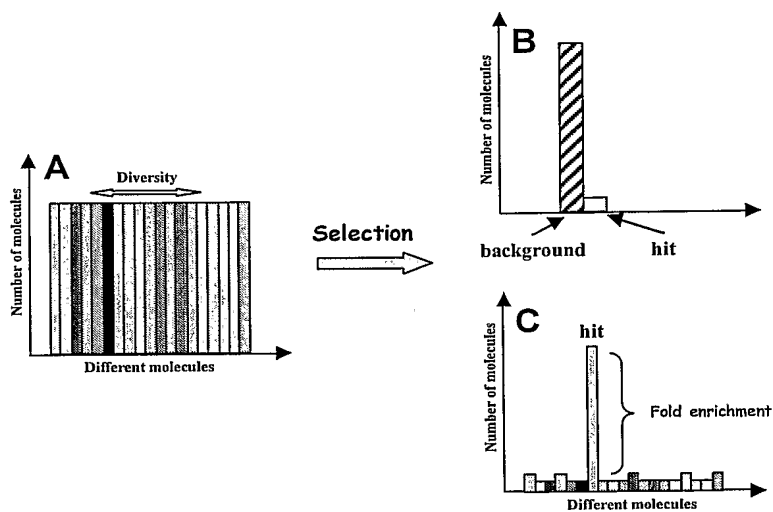 A
Diversity
Number of molecules
Different molecules
Selection
B
Number of molecules
background
hit
C
hit
Number of molecules
Fold enrichment
Different molecules